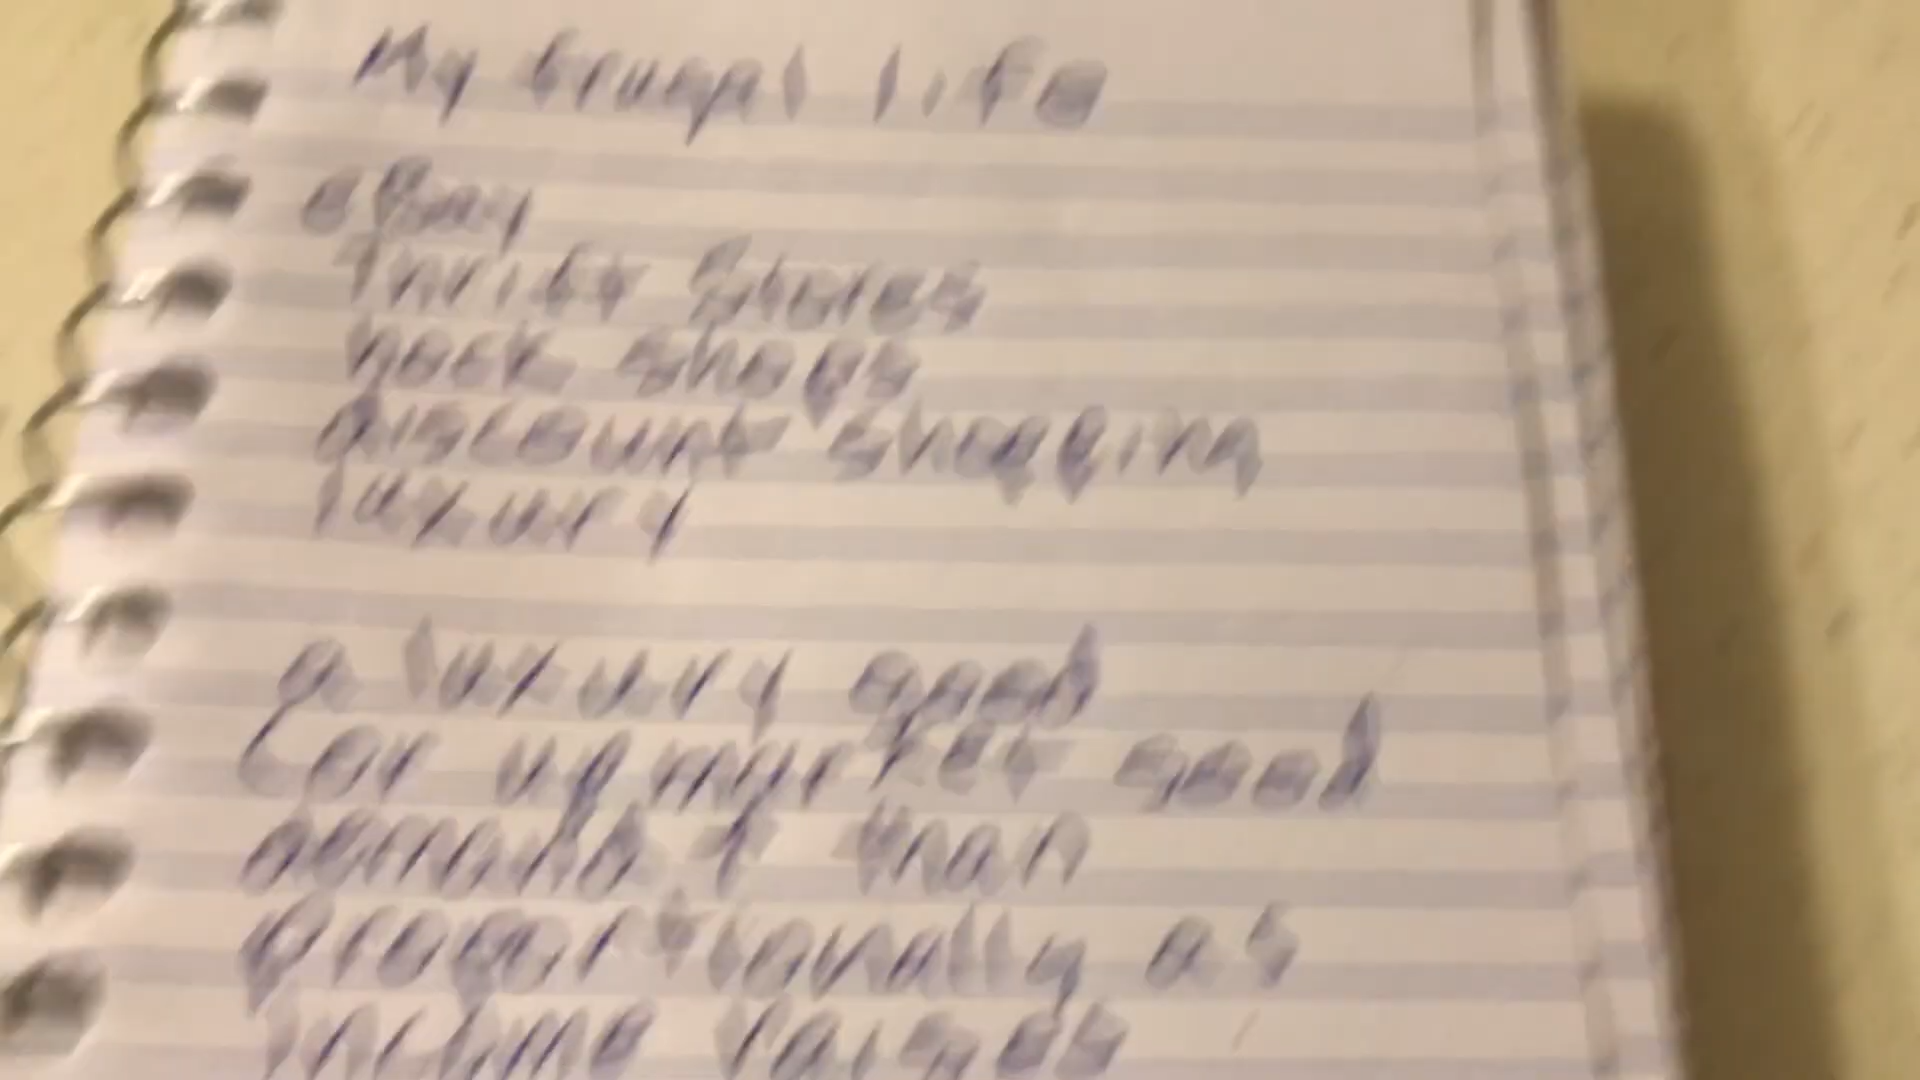 My frugal life
eBay
Thrift stores
hock shops
discount shopping
luxury
a luxury good
(or upmarket good
demand than
proportionally as
income raises